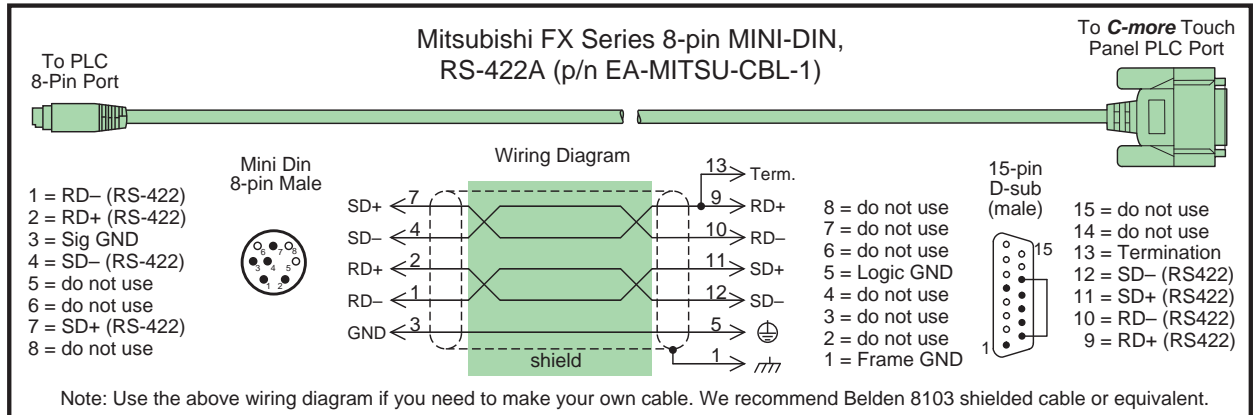 Mitsubishi FX Series 8-pin MINI-DIN,
RS-422A (p/n EA-MITSU-CBL-1)
To PLC
8-Pin Port
To C-more Touch
Panel PLC Port
Mini Din
8-pin Male
1 = RD– (RS-422)
2 = RD+ (RS-422)
3 = Sig GND
4 = SD– (RS-422)
5 = do not use
6 = do not use
7 = SD+ (RS-422)
8 = do not use
6 7 8
3 4 5
1 2
Wiring Diagram
13 Term.
SD+ 7 9 RD+
SD– 4 10 RD–
RD+ 2 11 SD+
RD– 1 12 SD–
GND 3 5
shield 1
8 = do not use
7 = do not use
6 = do not use
5 = Logic GND
4 = do not use
3 = do not use
2 = do not use
1 = Frame GND
15-pin
D-sub
(male)
15
1
15 = do not use
14 = do not use
13 = Termination
12 = SD– (RS422)
11 = SD+ (RS422)
10 = RD– (RS422)
9 = RD+ (RS422)
Note: Use the above wiring diagram if you need to make your own cable. We recommend Belden 8103 shielded cable or equivalent.